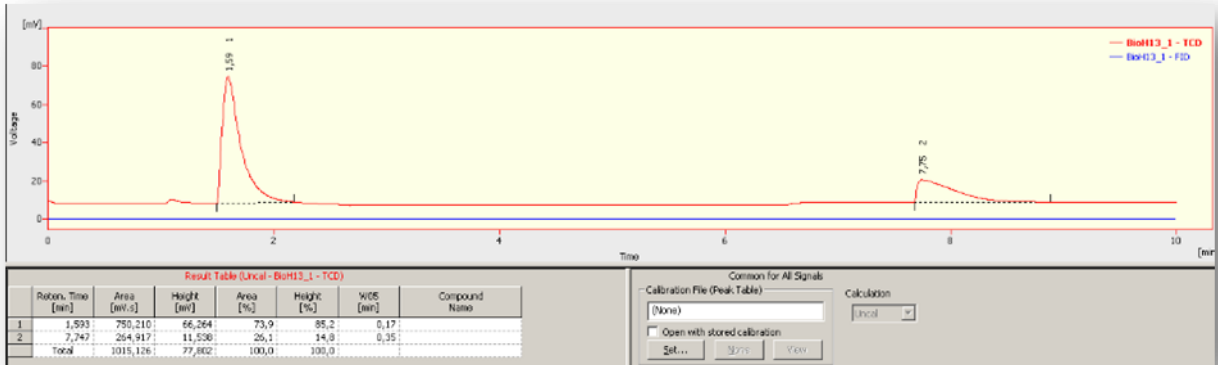 [mV]
1,59 1
BioH13_1 - TCD
BioH13_1 - FID
80
60
40
20
0
Voltage
7,75 2
0 2 4 6 8 10
Time
[min
Result Table (Uncal - BioH13_1 - TCD)
Reten. Time [min] Area [mV.s] Height [mV] Area [%] Height [%] W05 [min] Compound Name
1 1,593 750,210 66,264 73,9 85,2 0,17
2 7,747 264,917 11,538 26,1 14,8 0,35
Total 1015,126 77,802 100,0 100,0
Common for All Signals
Calibration File (Peak Table)
(None)
Open with stored calibration
Set... None View
Calculation
Uncal